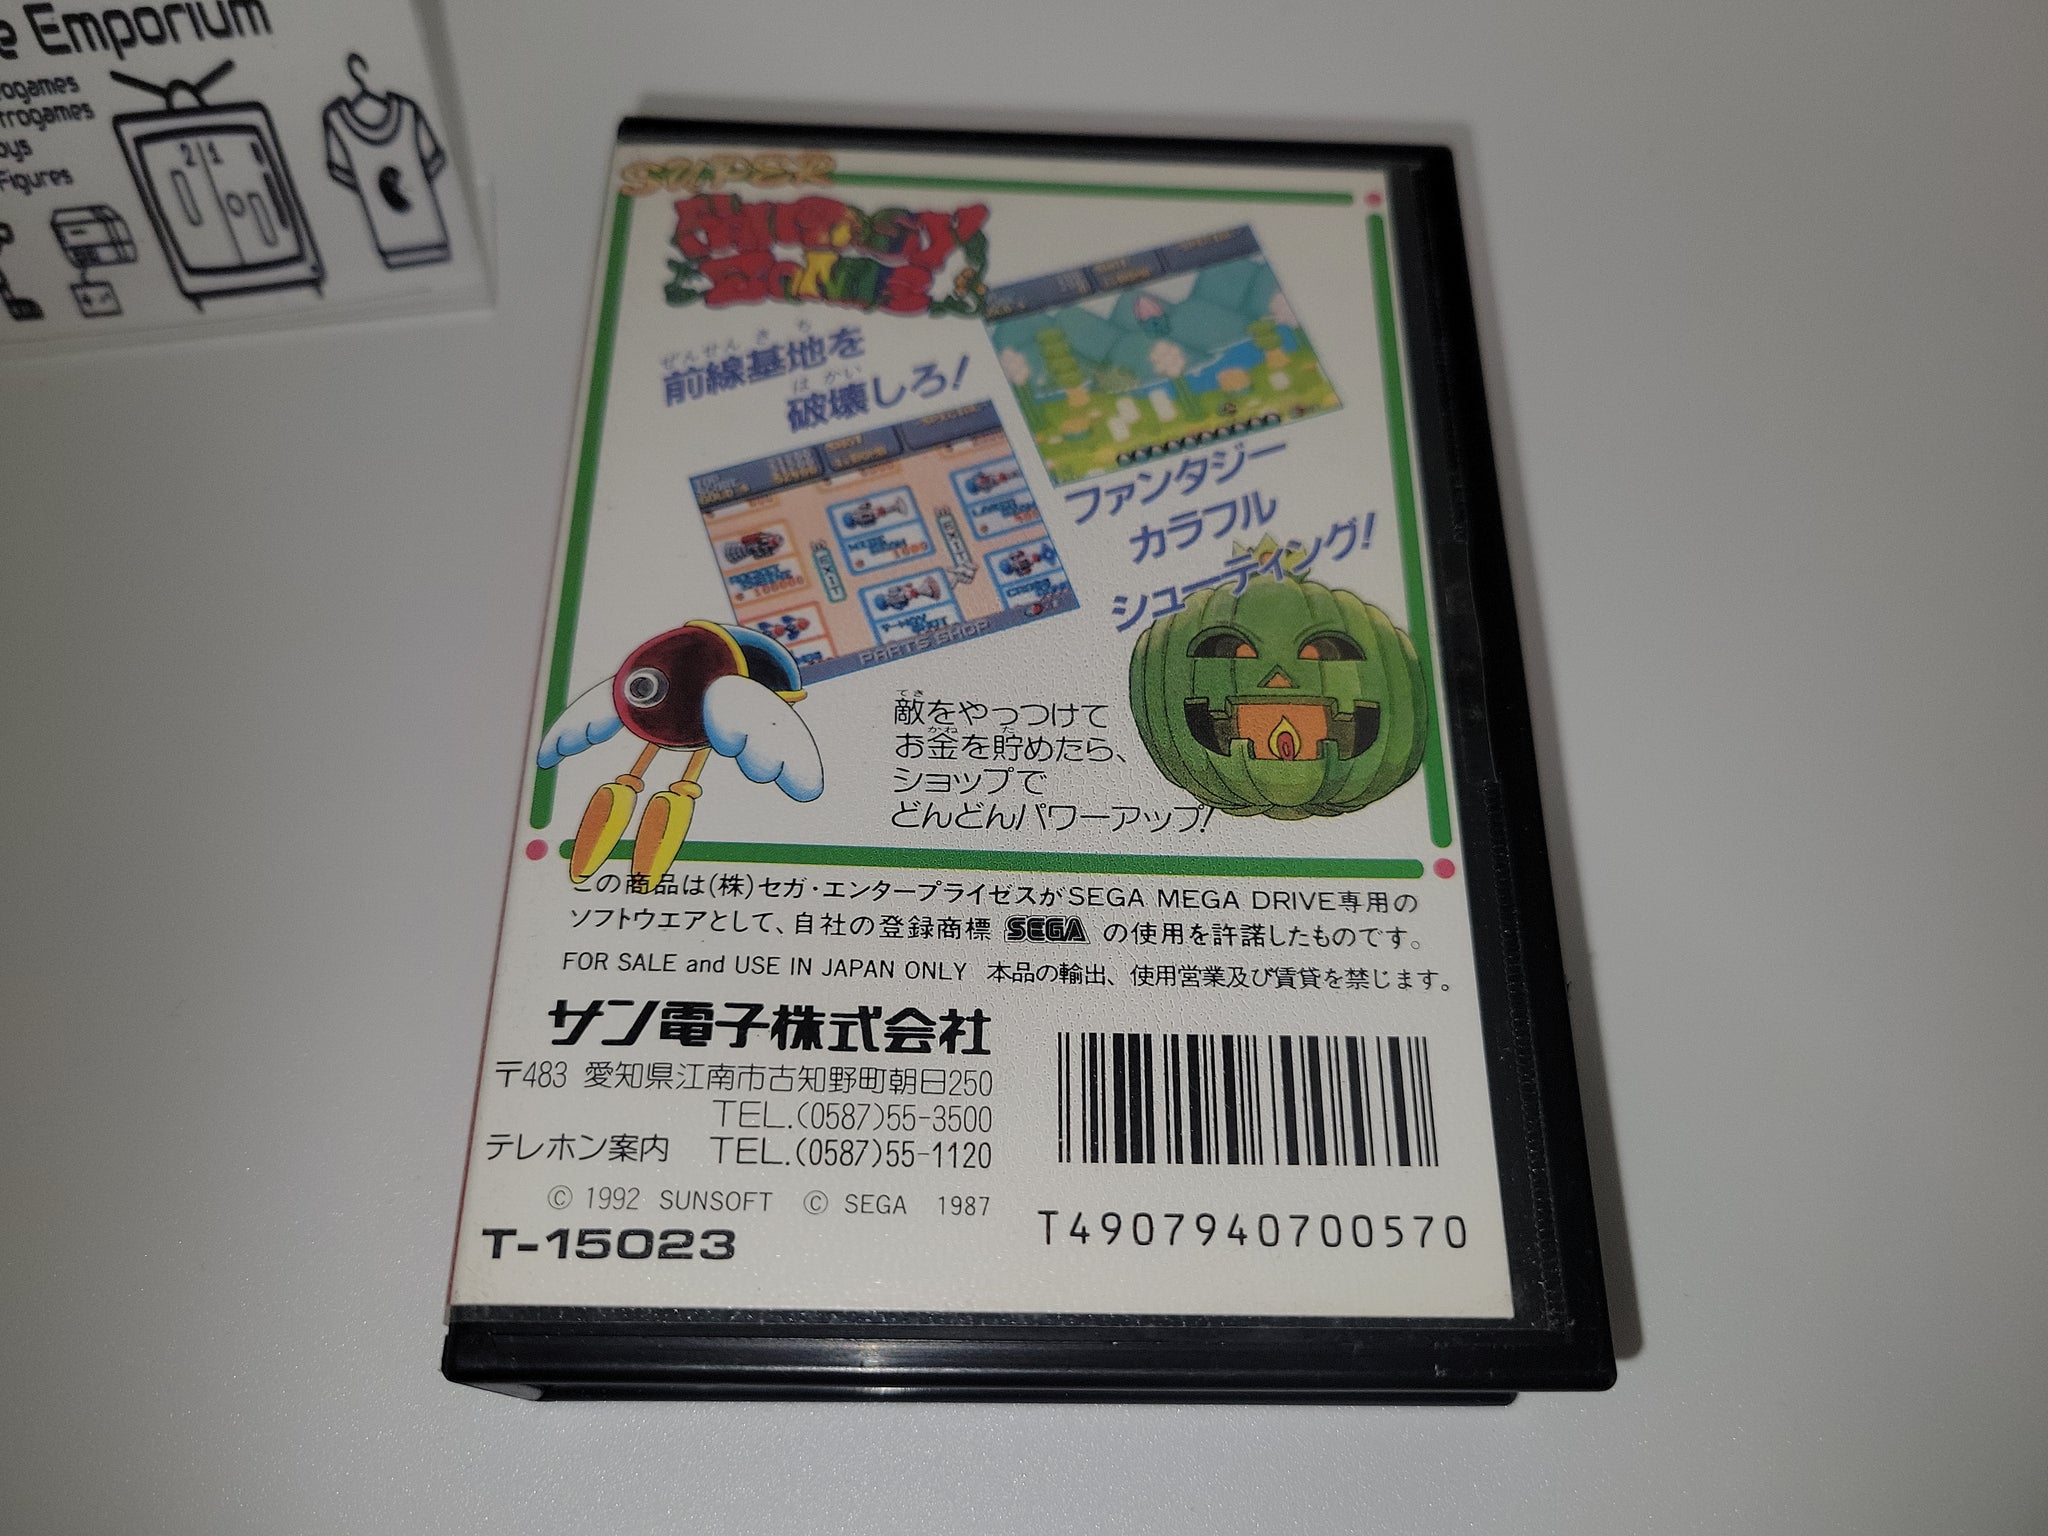 e Emporium
ogames
trogames
oys
Figures
21
SUPER
前線基地を
ぜんせん きち
破壊しろ!
はかい
EXIT
EXIT
1000
PARTS SHOP
ファンタジー
カラフル
シューティング!
てき
敵をやっつけて
かね た
お金を貯めたら、
ショップで
どんどんパワーアップ!
この商品は(株)セガ・エンタープライゼスがSEGA MEGA DRIVE専用の
ソフトウエアとして、自社の登録商標 SEGA の使用を許諾したものです。
FOR SALE and USE IN JAPAN ONLY 本品の輸出、使用営業及び賃貸を禁じます。
サン電子株式会社
〒483 愛知県江南市古知野町朝日250
TEL.(0587)55-3500
テレホン案内 TEL.(0587)55-1120
© 1992 SUNSOFT © SEGA 1987
T-15023
T4907940700570